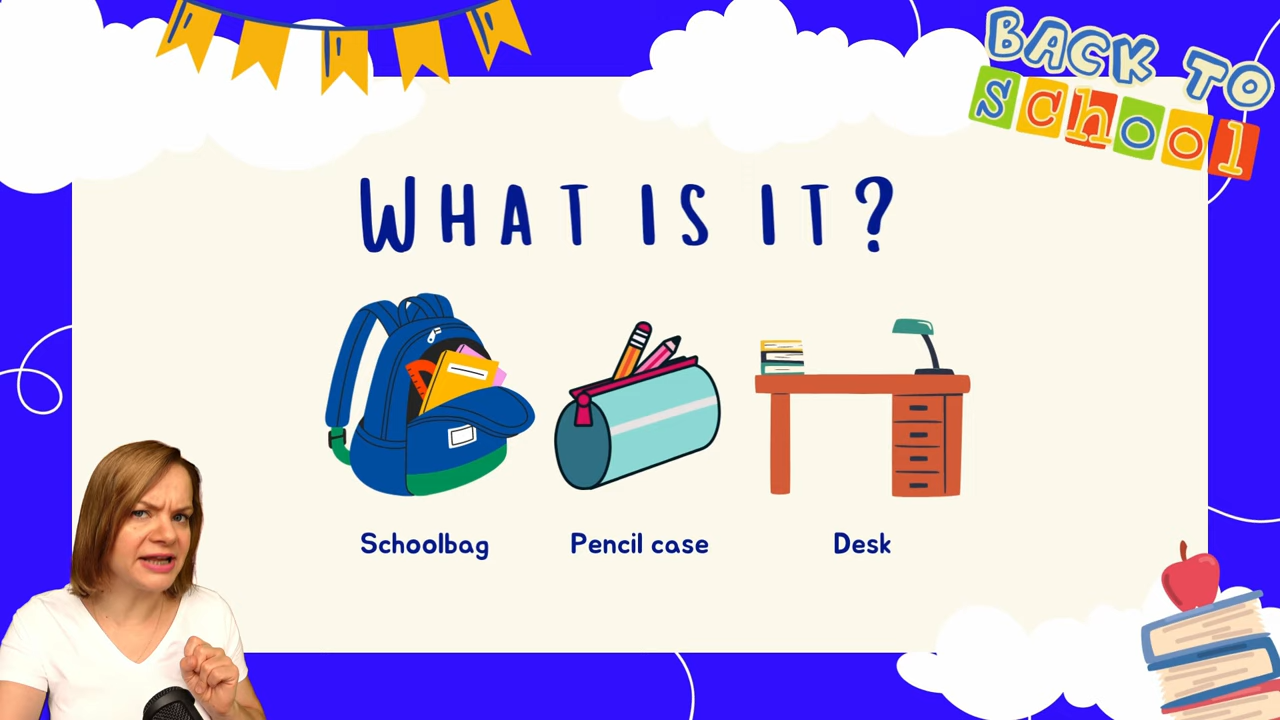 BACK TO
school
WHAT IS IT?
Schoolbag
Pencil case
Desk